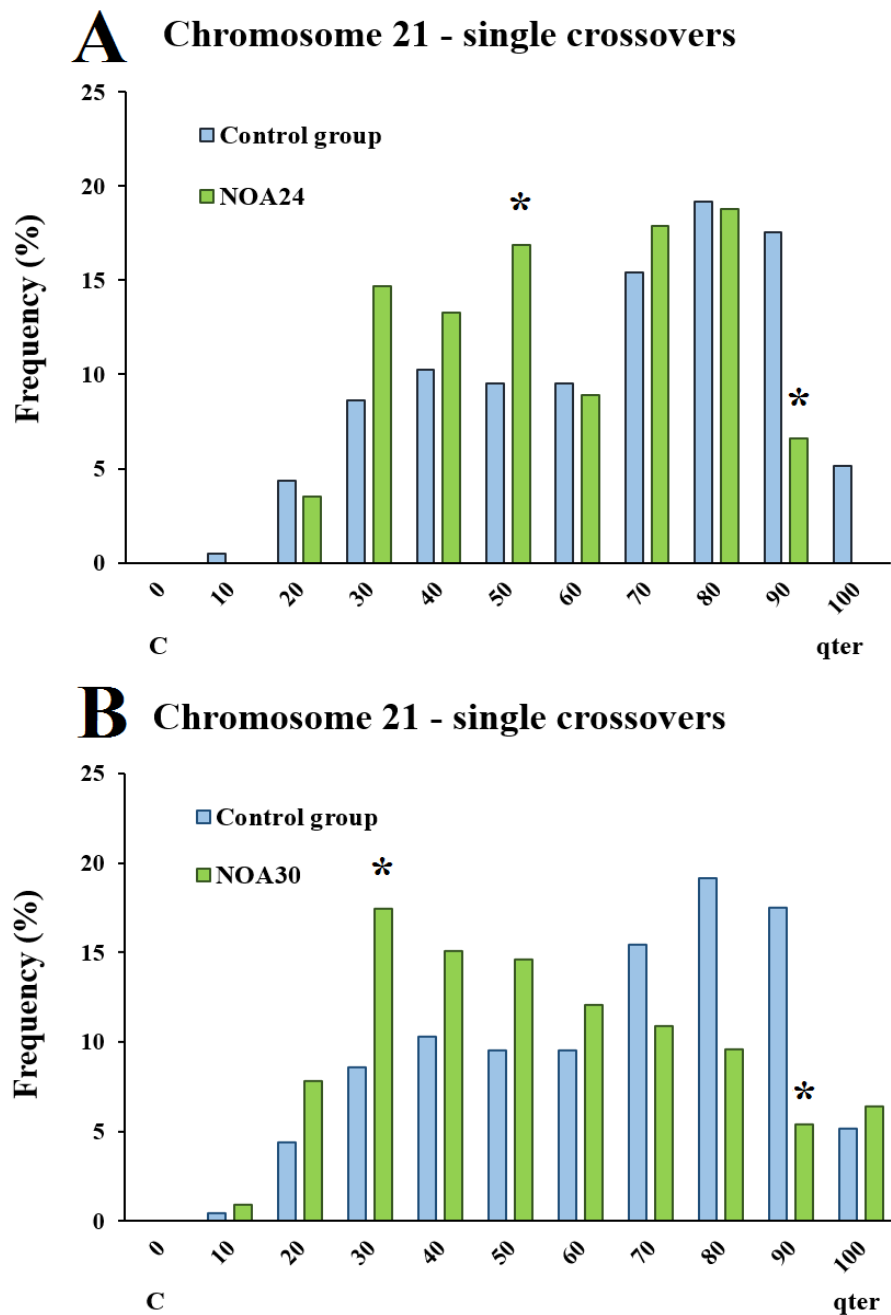 A Chromosome 21 - single crossovers
25
20
15
10
5
0
Frequency (%)
Control group
NOA24
*
*
0 10 20 30 40 50 60 70 80 90 100
C qter
B Chromosome 21 - single crossovers
25
20
15
10
5
0
Frequency (%)
Control group
NOA30
*
*
0 10 20 30 40 50 60 70 80 90 100
C qter